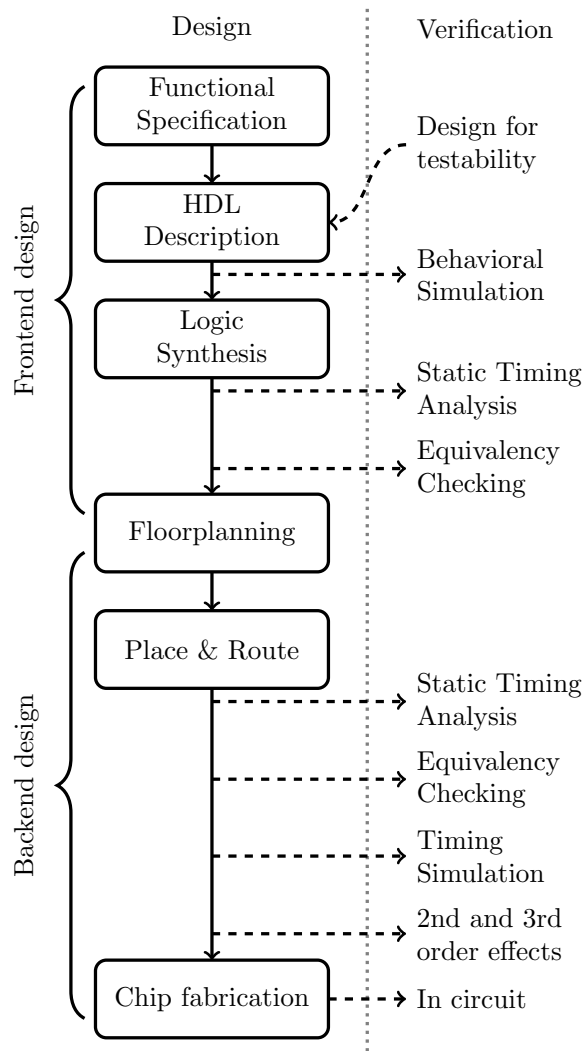 Design
Verification
Functional
Specification
Design for
testability
HDL
Description
Behavioral
Simulation
Frontend design
Logic
Synthesis
Static Timing
Analysis
Equivalency
Checking
Floorplanning
Place & Route
Static Timing
Analysis
Backend design
Equivalency
Checking
Timing
Simulation
2nd and 3rd
order effects
Chip fabrication
In circuit